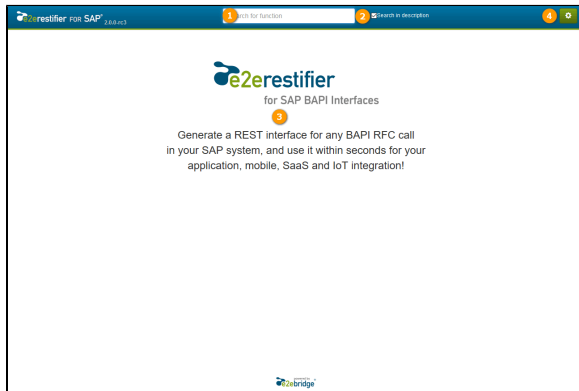 e2erestifier FOR SAP® 2.0.0-rc3
1 search for function
2 Search in description
4
e2erestifier
for SAP BAPI Interfaces
3
Generate a REST interface for any BAPI RFC call
in your SAP system, and use it within seconds for your
application, mobile, SaaS and IoT integration!
e2ebridge